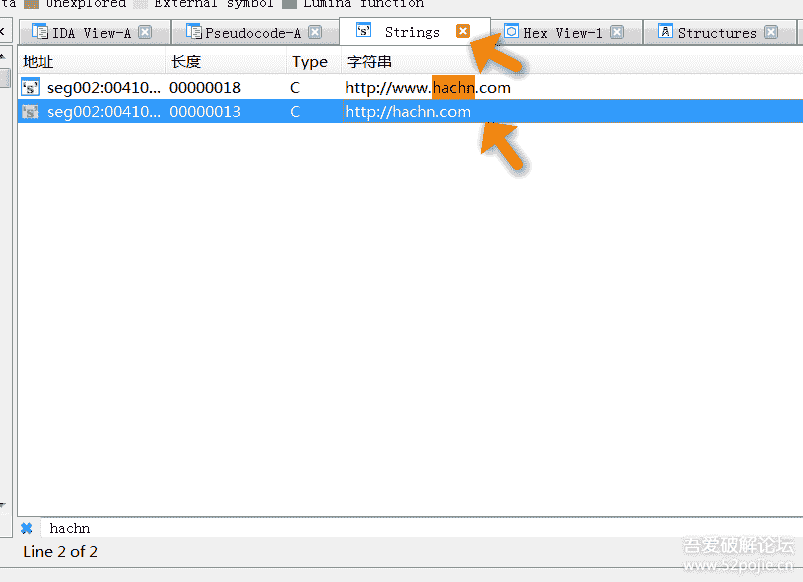 ta Unexplored External symbol Lumina function
IDA View-A Pseudocode-A Strings Hex View-1 Structures
地址 长度 Type 字符串
seg002:00410... 00000018 C http://www.hachn.com
seg002:00410... 00000013 C http://hachn.com
hachn
Line 2 of 2
吾爱破解论坛
www.52pojie.cn